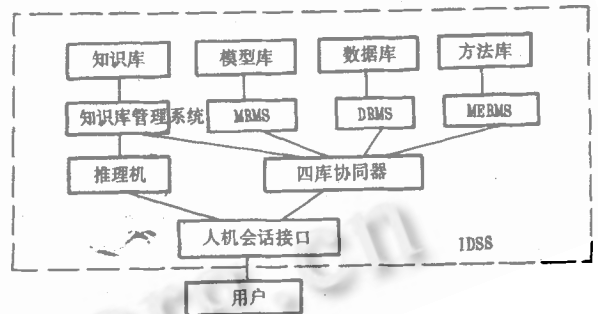 知识库
模型库
数据库
方法库
知识库管理系统
MBMS
DBMS
MEBMS
推理机
四库协同器
人机会话接口
IDSS
用户